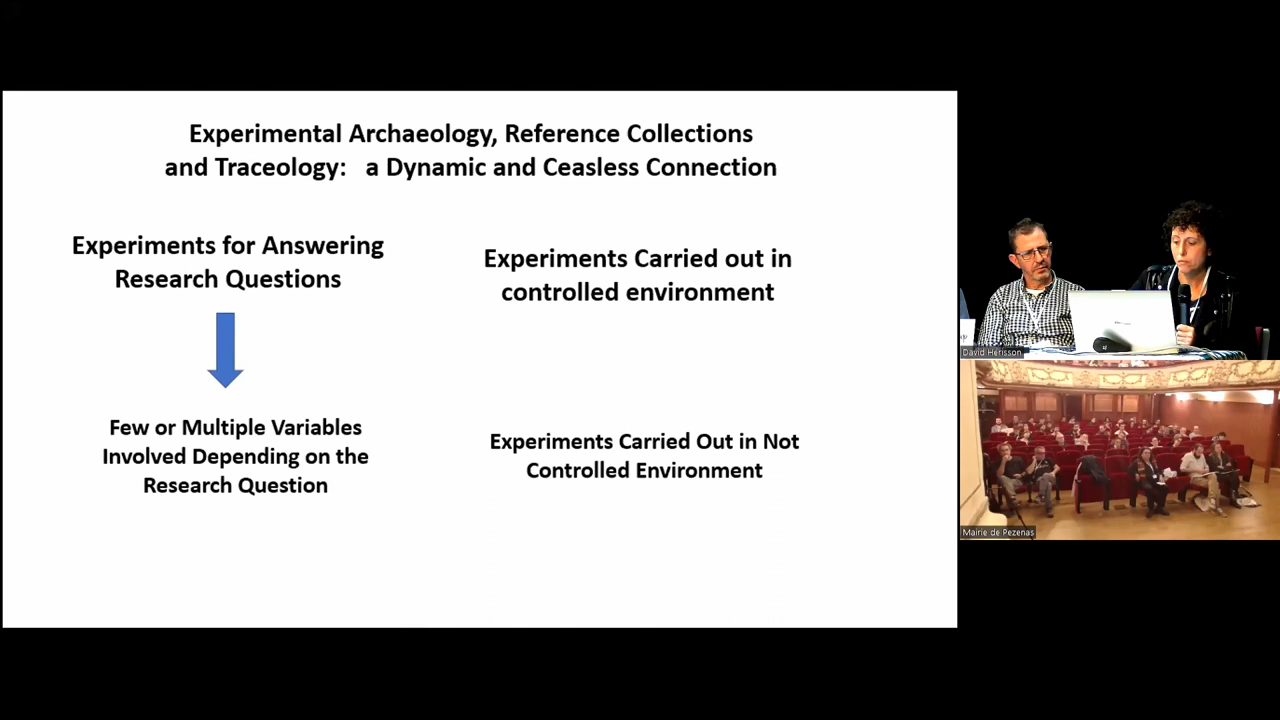 Experimental Archaeology, Reference Collections
and Traceology: a Dynamic and Ceaseless Connection
Experiments for Answering
Research Questions
Experiments Carried out in
controlled environment
Few or Multiple Variables
Involved Depending on the
Research Question
Experiments Carried Out in Not
Controlled Environment
David Hérisson
Mairie de Pezenas